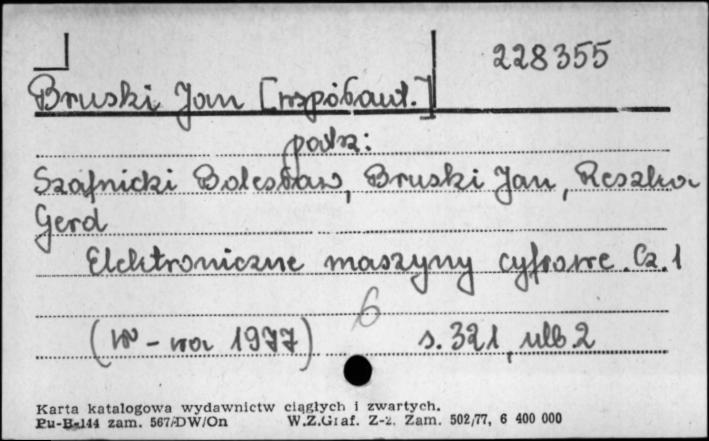 228355
Bruski Jan [współaut.]
patrz:
Szafnicki Bolesław, Bruski Jan, Reszka
Gerd
Elektroniczne maszyny cyfrowe. Cz. 1
6
(W-wa 1977) s. 321, nlb 2
Karta katalogowa wydawnictw ciągłych i zwartych.
Pu-B-144 zam. 567/DW/On W.Z.Graf. Z-2. Zam. 502/77, 6 400 000